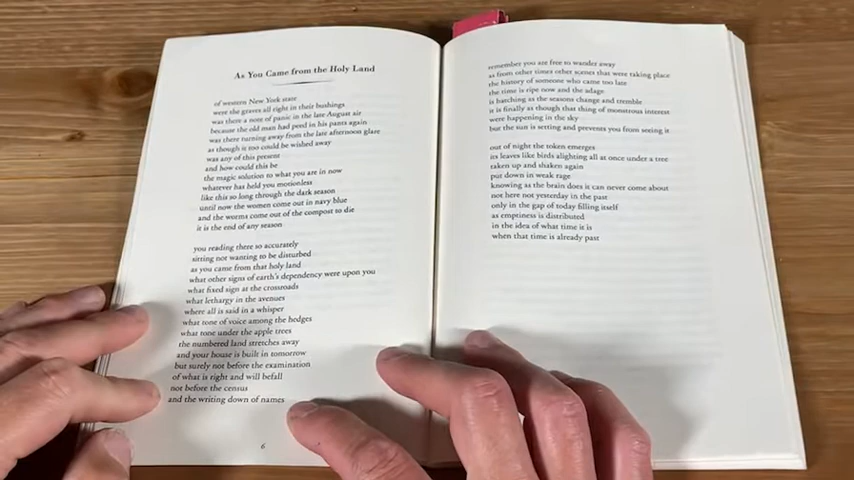 As You Came from the Holy Land
of western New York state
were the graves all right in their bushings
was there a note of panic in the late August air
because the old man had peed in his pants again
was there turning away from the late afternoon glare
as though it too could be wished away
was any of this present
and how could this be
the magic solution to what you are in now
whatever has held you motionless
like this so long through the dark season
until now the women come out in navy blue
and the worms come out of the compost to die
it is the end of any season
you reading there so accurately
sitting not wanting to be disturbed
as you came from that holy land
what other signs of earth's dependency were upon you
what fixed sign at the crossroads
what lethargy in the avenues
where all is said in a whisper
what tone of voice among the hedges
what tone under the apple trees
the numbered land stretches away
and your house is built in tomorrow
but surely not before the examination
of what is right and will befall
not before the census
and the writing down of names
6
remember you are free to wander away
as from other times other scenes that were taking place
the history of someone who came too late
the time is ripe now and the adage
is hatching as the seasons change and tremble
it is finally as though that thing of monstrous interest
were happening in the sky
but the sun is setting and prevents you from seeing it
out of night the token emerges
its leaves like birds alighting all at once under a tree
taken up and shaken again
put down in weak rage
knowing as the brain does it can never come about
not here not yesterday in the past
only in the gap of today filling itself
as emptiness is distributed
in the idea of what time it is
when that time is already past